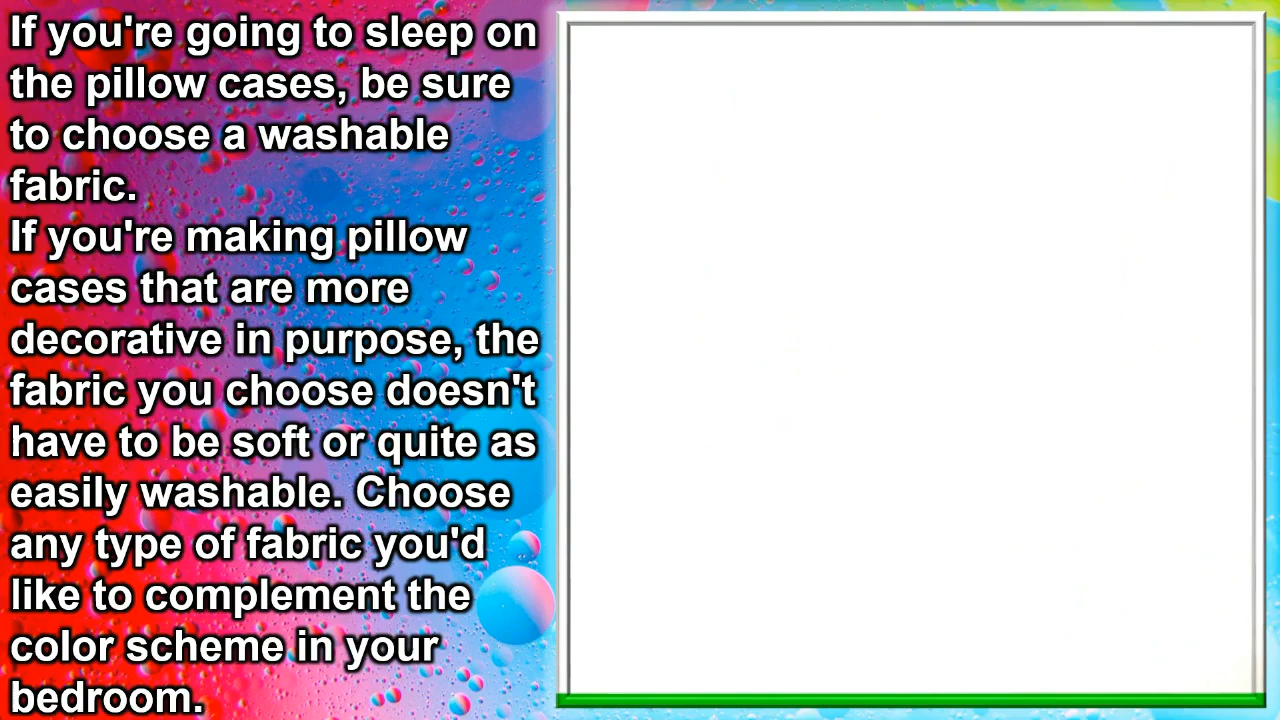 If you're going to sleep on
the pillow cases, be sure
to choose a washable
fabric.
If you're making pillow
cases that are more
decorative in purpose, the
fabric you choose doesn't
have to be soft or quite as
easily washable. Choose
any type of fabric you'd
like to complement the
color scheme in your
bedroom.